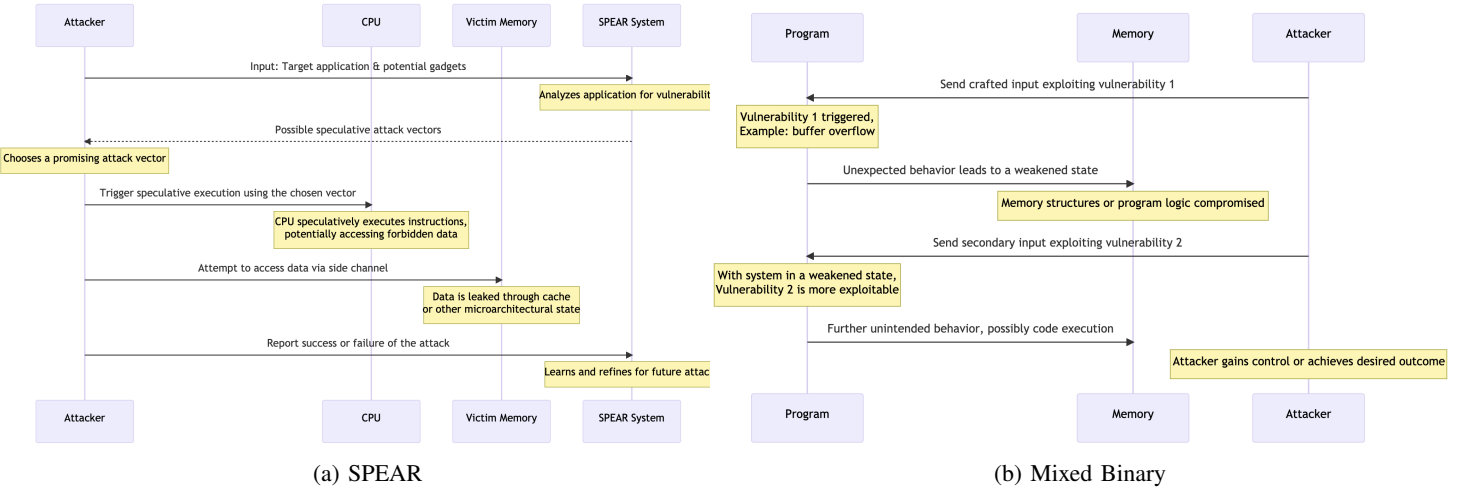 Attacker
CPU
Victim Memory
SPEAR System
Input: Target application & potential gadgets
Analyzes application for vulnerabilit
Possible speculative attack vectors
Chooses a promising attack vector
Trigger speculative execution using the chosen vector
CPU speculatively executes instructions,
potentially accessing forbidden data
Attempt to access data via side channel
Data is leaked through cache
or other microarchitectural state
Report success or failure of the attack
Learns and refines for future attac
Attacker
CPU
Victim Memory
SPEAR System
(a) SPEAR
Program
Memory
Attacker
Send crafted input exploiting vulnerability 1
Vulnerability 1 triggered,
Example: buffer overflow
Unexpected behavior leads to a weakened state
Memory structures or program logic compromised
Send secondary input exploiting vulnerability 2
With system in a weakened state,
Vulnerability 2 is more exploitable
Further unintended behavior, possibly code execution
Attacker gains control or achieves desired outcome
Program
Memory
Attacker
(b) Mixed Binary